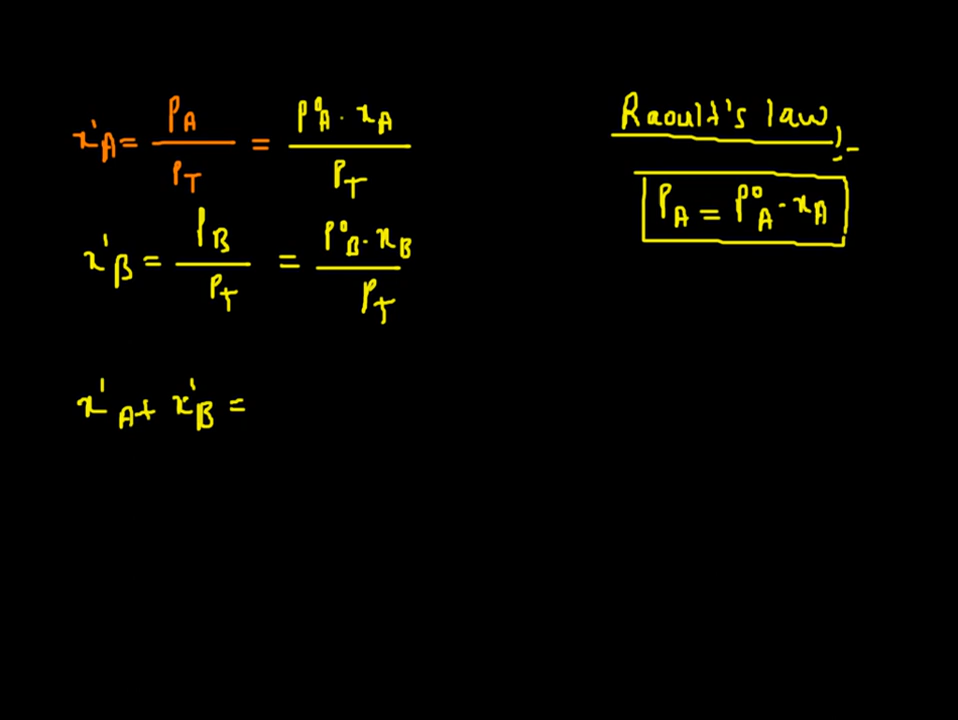 x'A = PA / PT = P°A · xA / PT
Raoult's law :-
PA = P°A · xA
x'B = PB / PT = P°B · xB / PT
x'A + x'B =